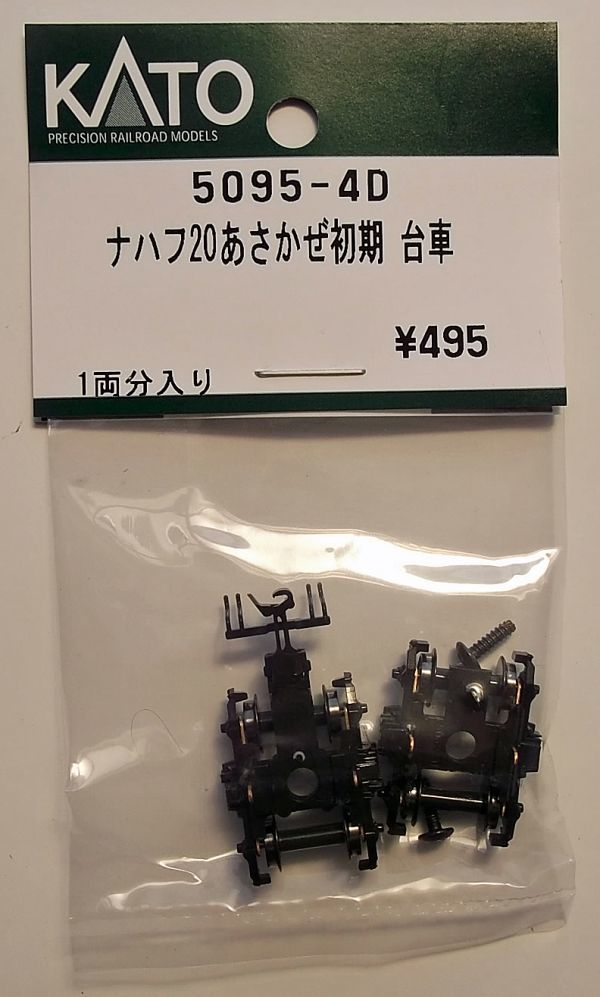 KATO
PRECISION RAILROAD MODELS
5095-4D
ナハフ20あさかぜ初期 台車
¥495
1両分入り